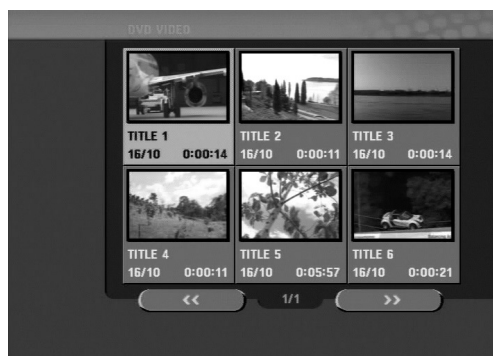 DVD VIDEO
TITLE 1
16/10 0:00:14
TITLE 2
16/10 0:00:11
TITLE 3
16/10 0:00:14
TITLE 4
16/10 0:00:11
TITLE 5
16/10 0:05:57
TITLE 6
16/10 0:00:21
<< 1/1 >>